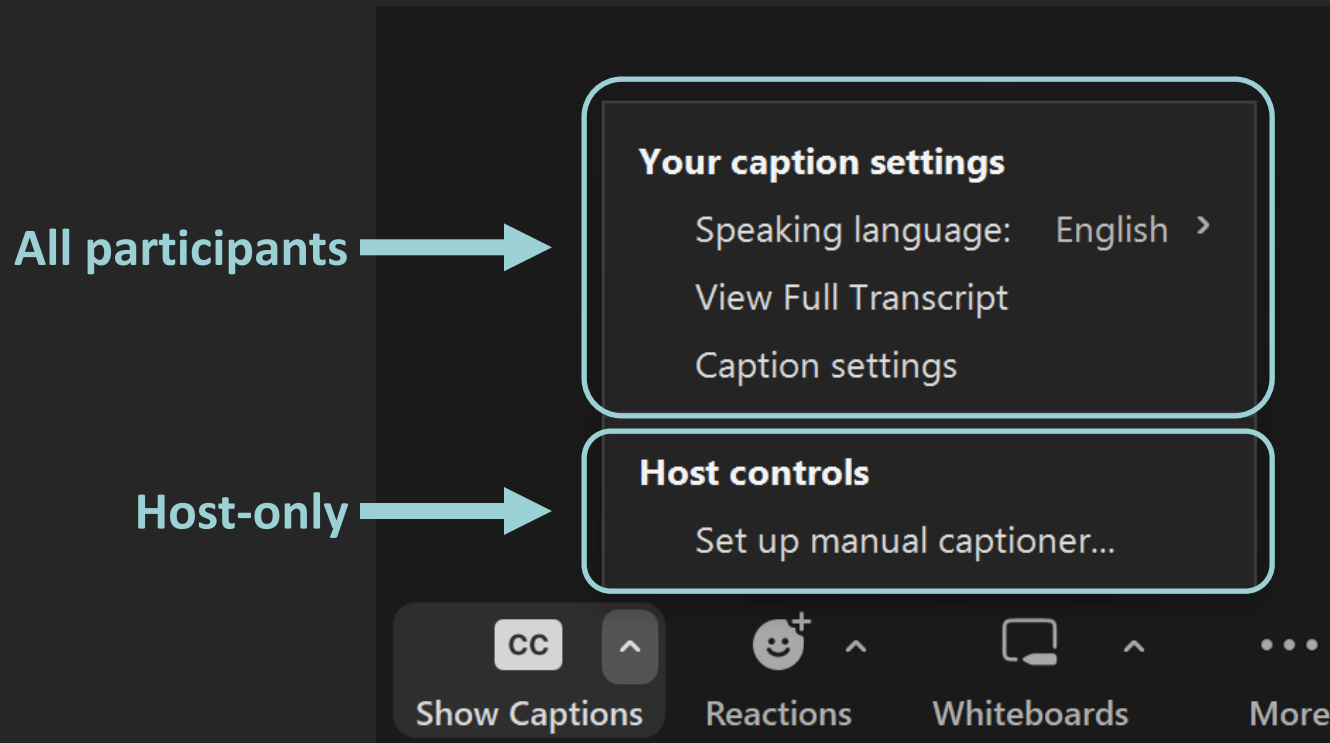 Your caption settings
Speaking language: English >
All participants
View Full Transcript
Caption settings
Host controls
Host-only
Set up manual captioner...
CC
Show Captions
Reactions
Whiteboards
More